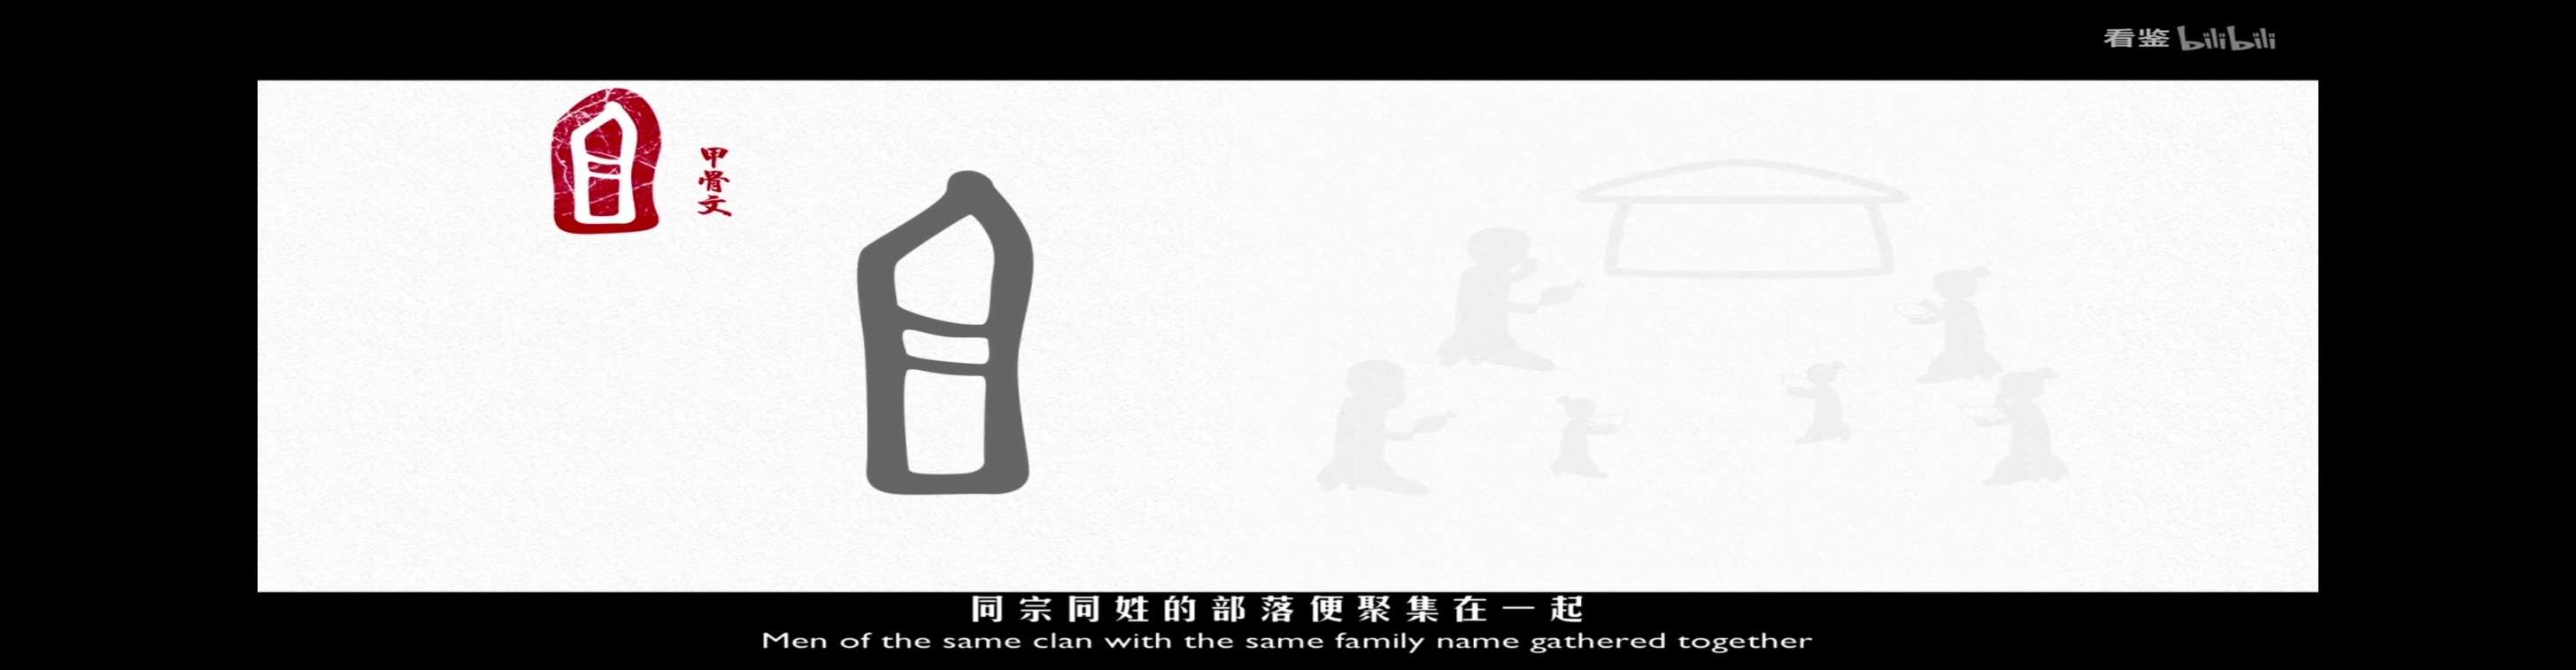 看鉴 bilibili
甲骨文
同宗同姓的部落便聚集在一起
Men of the same clan with the same family name gathered together